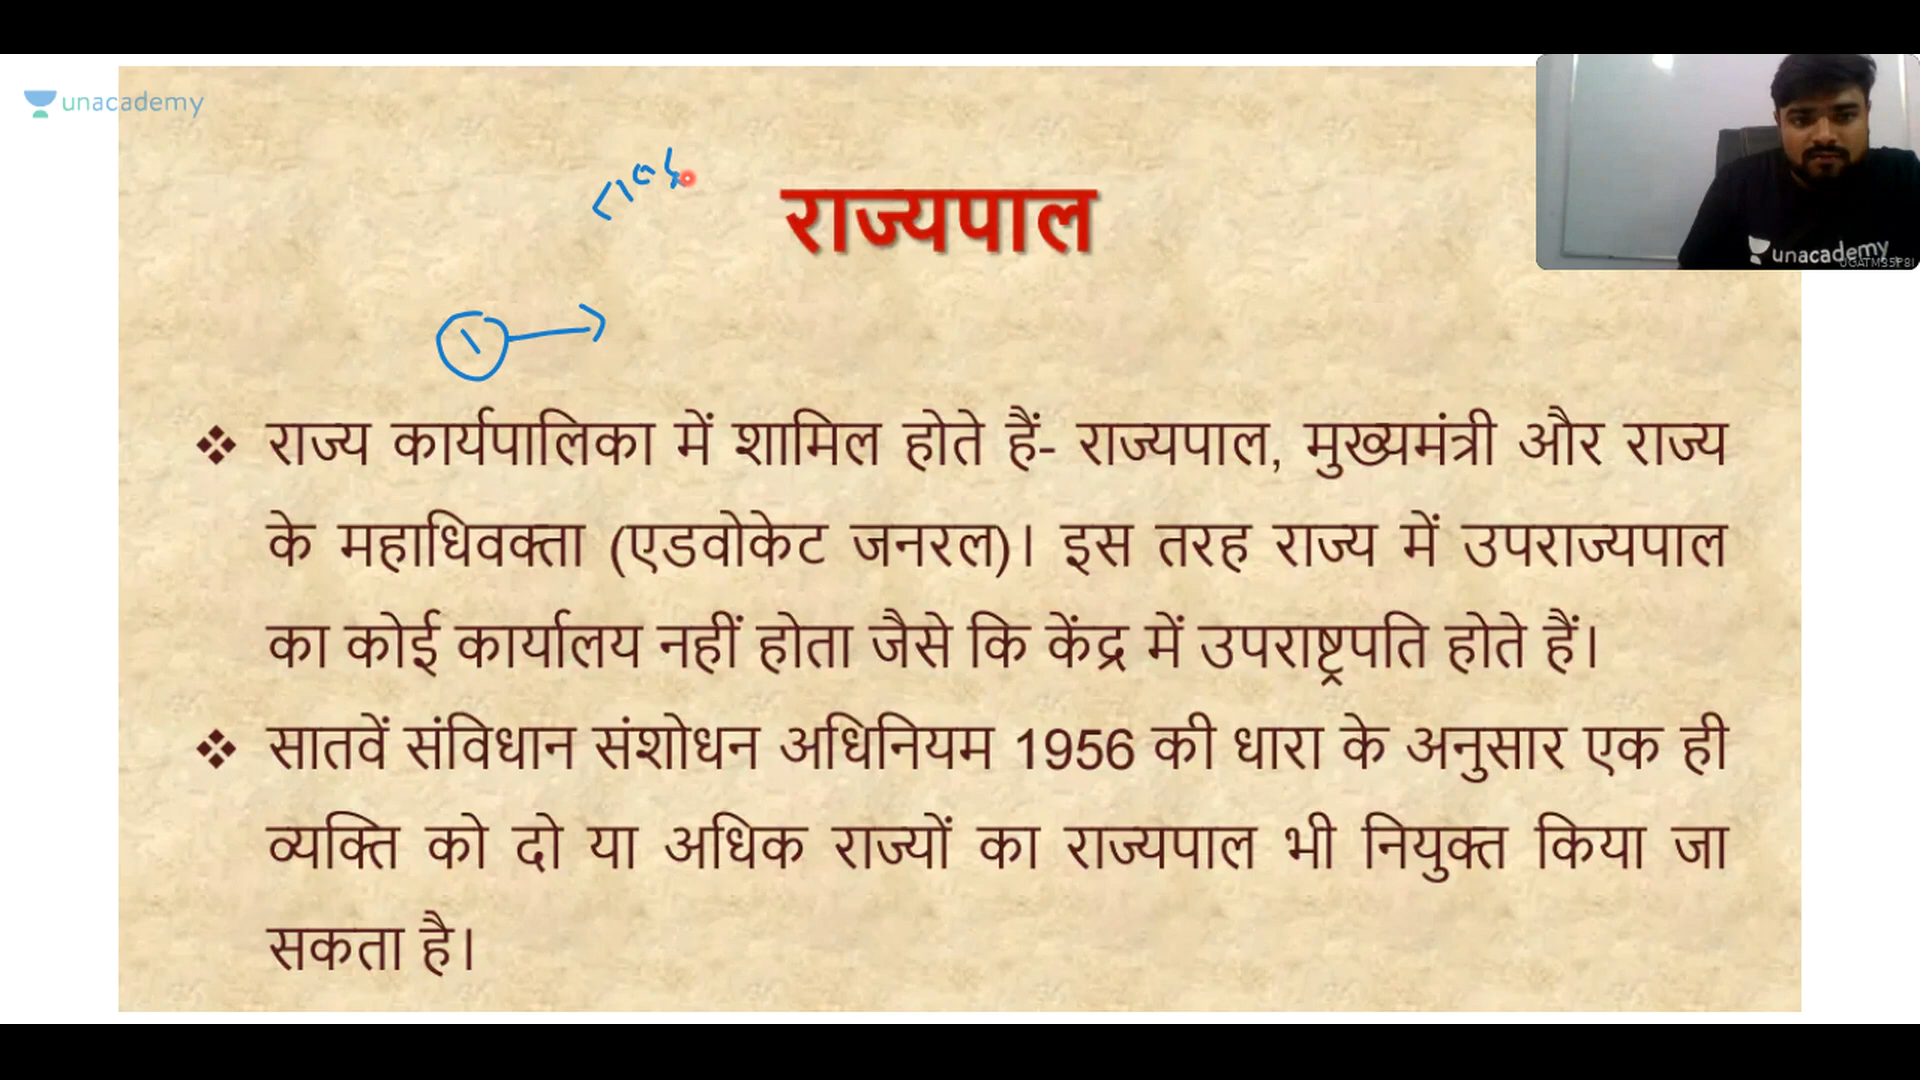 unacademy
राज्यपाल
unacademy
1
❖ राज्य कार्यपालिका में शामिल होते हैं- राज्यपाल, मुख्यमंत्री और राज्य
के महाधिवक्ता (एडवोकेट जनरल)। इस तरह राज्य में उपराज्यपाल
का कोई कार्यालय नहीं होता जैसे कि केंद्र में उपराष्ट्रपति होते हैं।
❖ सातवें संविधान संशोधन अधिनियम 1956 की धारा के अनुसार एक ही
व्यक्ति को दो या अधिक राज्यों का राज्यपाल भी नियुक्त किया जा
सकता है।